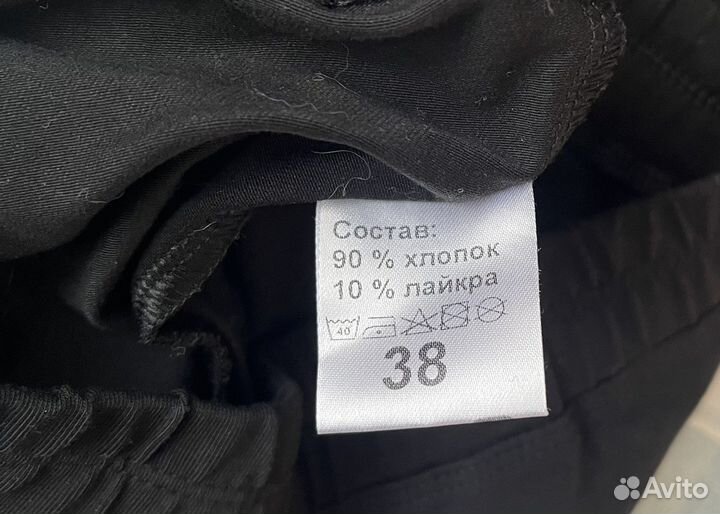 Состав:
90 % хлопок
10 % лайкра
40
38
Avito